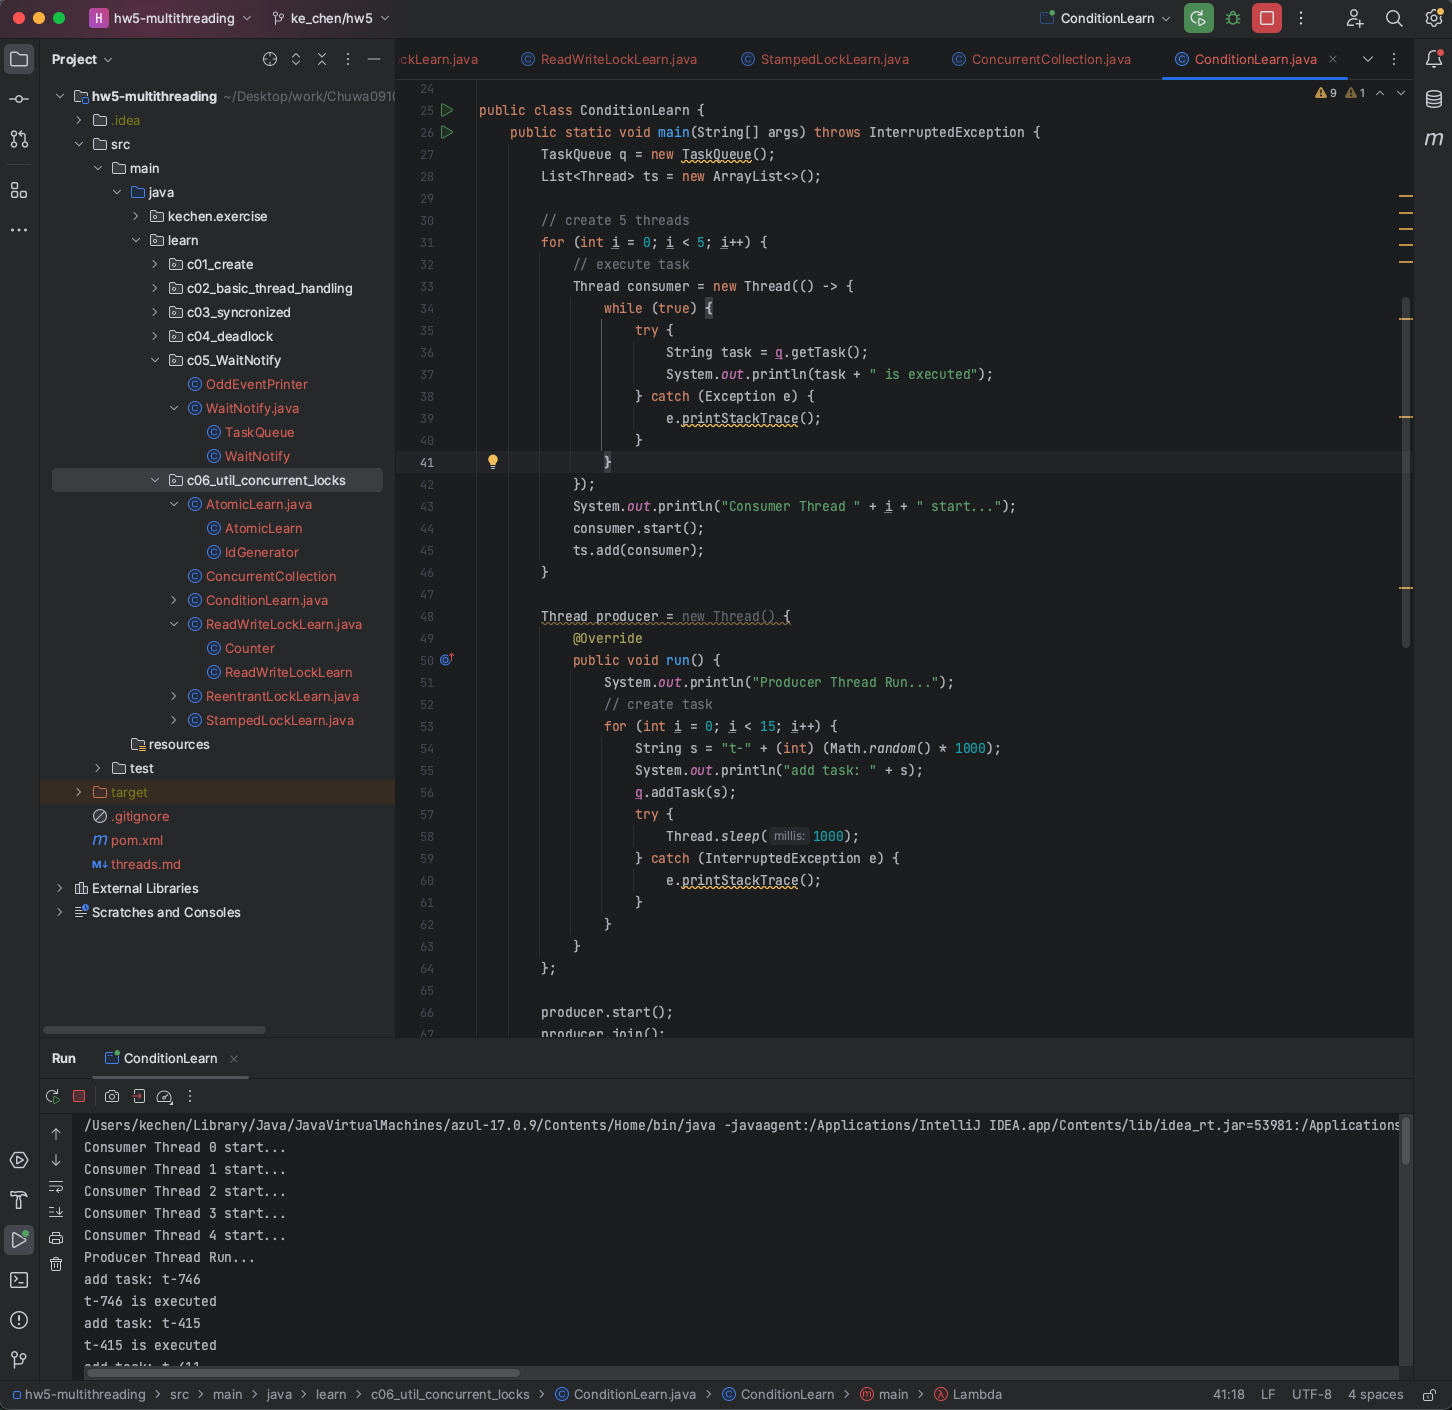 H hw5-multithreading ke_chen/hw5 ConditionLearn
Project
hw5-multithreading ~/Desktop/work/Chuwa091
.idea
src
main
java
kechen.exercise
learn
c01_create
c02_basic_thread_handling
c03_syncronized
c04_deadlock
c05_WaitNotify
OddEventPrinter
WaitNotify.java
TaskQueue
WaitNotify
c06_util_concurrent_locks
AtomicLearn.java
AtomicLearn
IdGenerator
ConcurrentCollection
ConditionLearn.java
ReadWriteLockLearn.java
Counter
ReadWriteLockLearn
ReentrantLockLearn.java
StampedLockLearn.java
resources
test
target
.gitignore
pom.xml
threads.md
External Libraries
Scratches and Consoles
ckLearn.java ReadWriteLockLearn.java StampedLockLearn.java ConcurrentCollection.java ConditionLearn.java
9 1
24
25 public class ConditionLearn {
26 public static void main(String[] args) throws InterruptedException {
27 TaskQueue q = new TaskQueue();
28 List<Thread> ts = new ArrayList<>();
29
30 // create 5 threads
31 for (int i = 0; i < 5; i++) {
32 // execute task
33 Thread consumer = new Thread(() -> {
34 while (true) {
35 try {
36 String task = q.getTask();
37 System.out.println(task + " is executed");
38 } catch (Exception e) {
39 e.printStackTrace();
40 }
41 }
42 });
43 System.out.println("Consumer Thread " + i + " start...");
44 consumer.start();
45 ts.add(consumer);
46 }
47
48 Thread producer = new Thread() {
49 @Override
50 public void run() {
51 System.out.println("Producer Thread Run...");
52 // create task
53 for (int i = 0; i < 15; i++) {
54 String s = "t-" + (int) (Math.random() * 1000);
55 System.out.println("add task: " + s);
56 q.addTask(s);
57 try {
58 Thread.sleep( millis: 1000);
59 } catch (InterruptedException e) {
60 e.printStackTrace();
61 }
62 }
63 }
64 };
65
66 producer.start();
67 producer.join();
Run ConditionLearn
/Users/kechen/Library/Java/JavaVirtualMachines/azul-17.0.9/Contents/Home/bin/java -javaagent:/Applications/IntelliJ IDEA.app/Contents/lib/idea_rt.jar=53981:/Applications
Consumer Thread 0 start...
Consumer Thread 1 start...
Consumer Thread 2 start...
Consumer Thread 3 start...
Consumer Thread 4 start...
Producer Thread Run...
add task: t-746
t-746 is executed
add task: t-415
t-415 is executed
hw5-multithreading src main java learn c06_util_concurrent_locks ConditionLearn.java ConditionLearn main Lambda 41:18 LF UTF-8 4 spaces